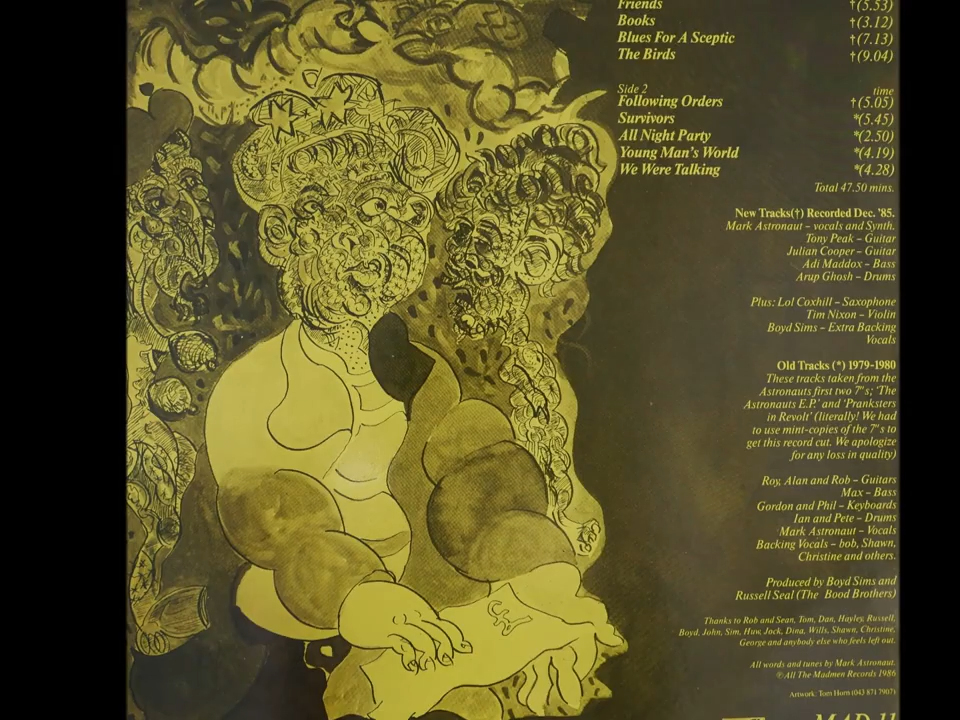 Friends †(5.53)
Books †(3.12)
Blues For A Sceptic †(7.13)
The Birds †(9.04)
Side 2 time
Following Orders †(5.05)
Survivors *(5.45)
All Night Party *(2.50)
Young Man's World *(4.19)
We Were Talking *(4.28)
Total 47.50 mins.
New Tracks(†) Recorded Dec. '85.
Mark Astronaut – vocals and Synth.
Tony Peak – Guitar
Julian Cooper – Guitar
Adi Maddox – Bass
Arup Ghosh – Drums
Plus: Lol Coxhill – Saxophone
Tim Nixon – Violin
Boyd Sims – Extra Backing
Vocals
Old Tracks (*) 1979-1980
These tracks taken from the
Astronauts first two 7"s; 'The
Astronauts E.P.' and 'Pranksters
in Revolt' (literally! We had
to use mint-copies of the 7"s to
get this record cut. We apologize
for any loss in quality)
Roy, Alan and Rob – Guitars
Max – Bass
Gordon and Phil – Keyboards
Ian and Pete – Drums
Mark Astronaut – Vocals
Backing Vocals – bob, Shawn,
Christine and others.
Produced by Boyd Sims and
Russell Seal (The Bood Brothers)
Thanks to Rob and Sean, Tom, Dan, Hayley, Russell,
Boyd, John, Sim, Huw, Jock, Dina, Wills, Shawn, Christine,
George and anybody else who feels left out.
All words and tunes by Mark Astronaut.
℗All The Madmen Records 1986
Artwork. Tom Horn (043 871 7907)
MAD 11